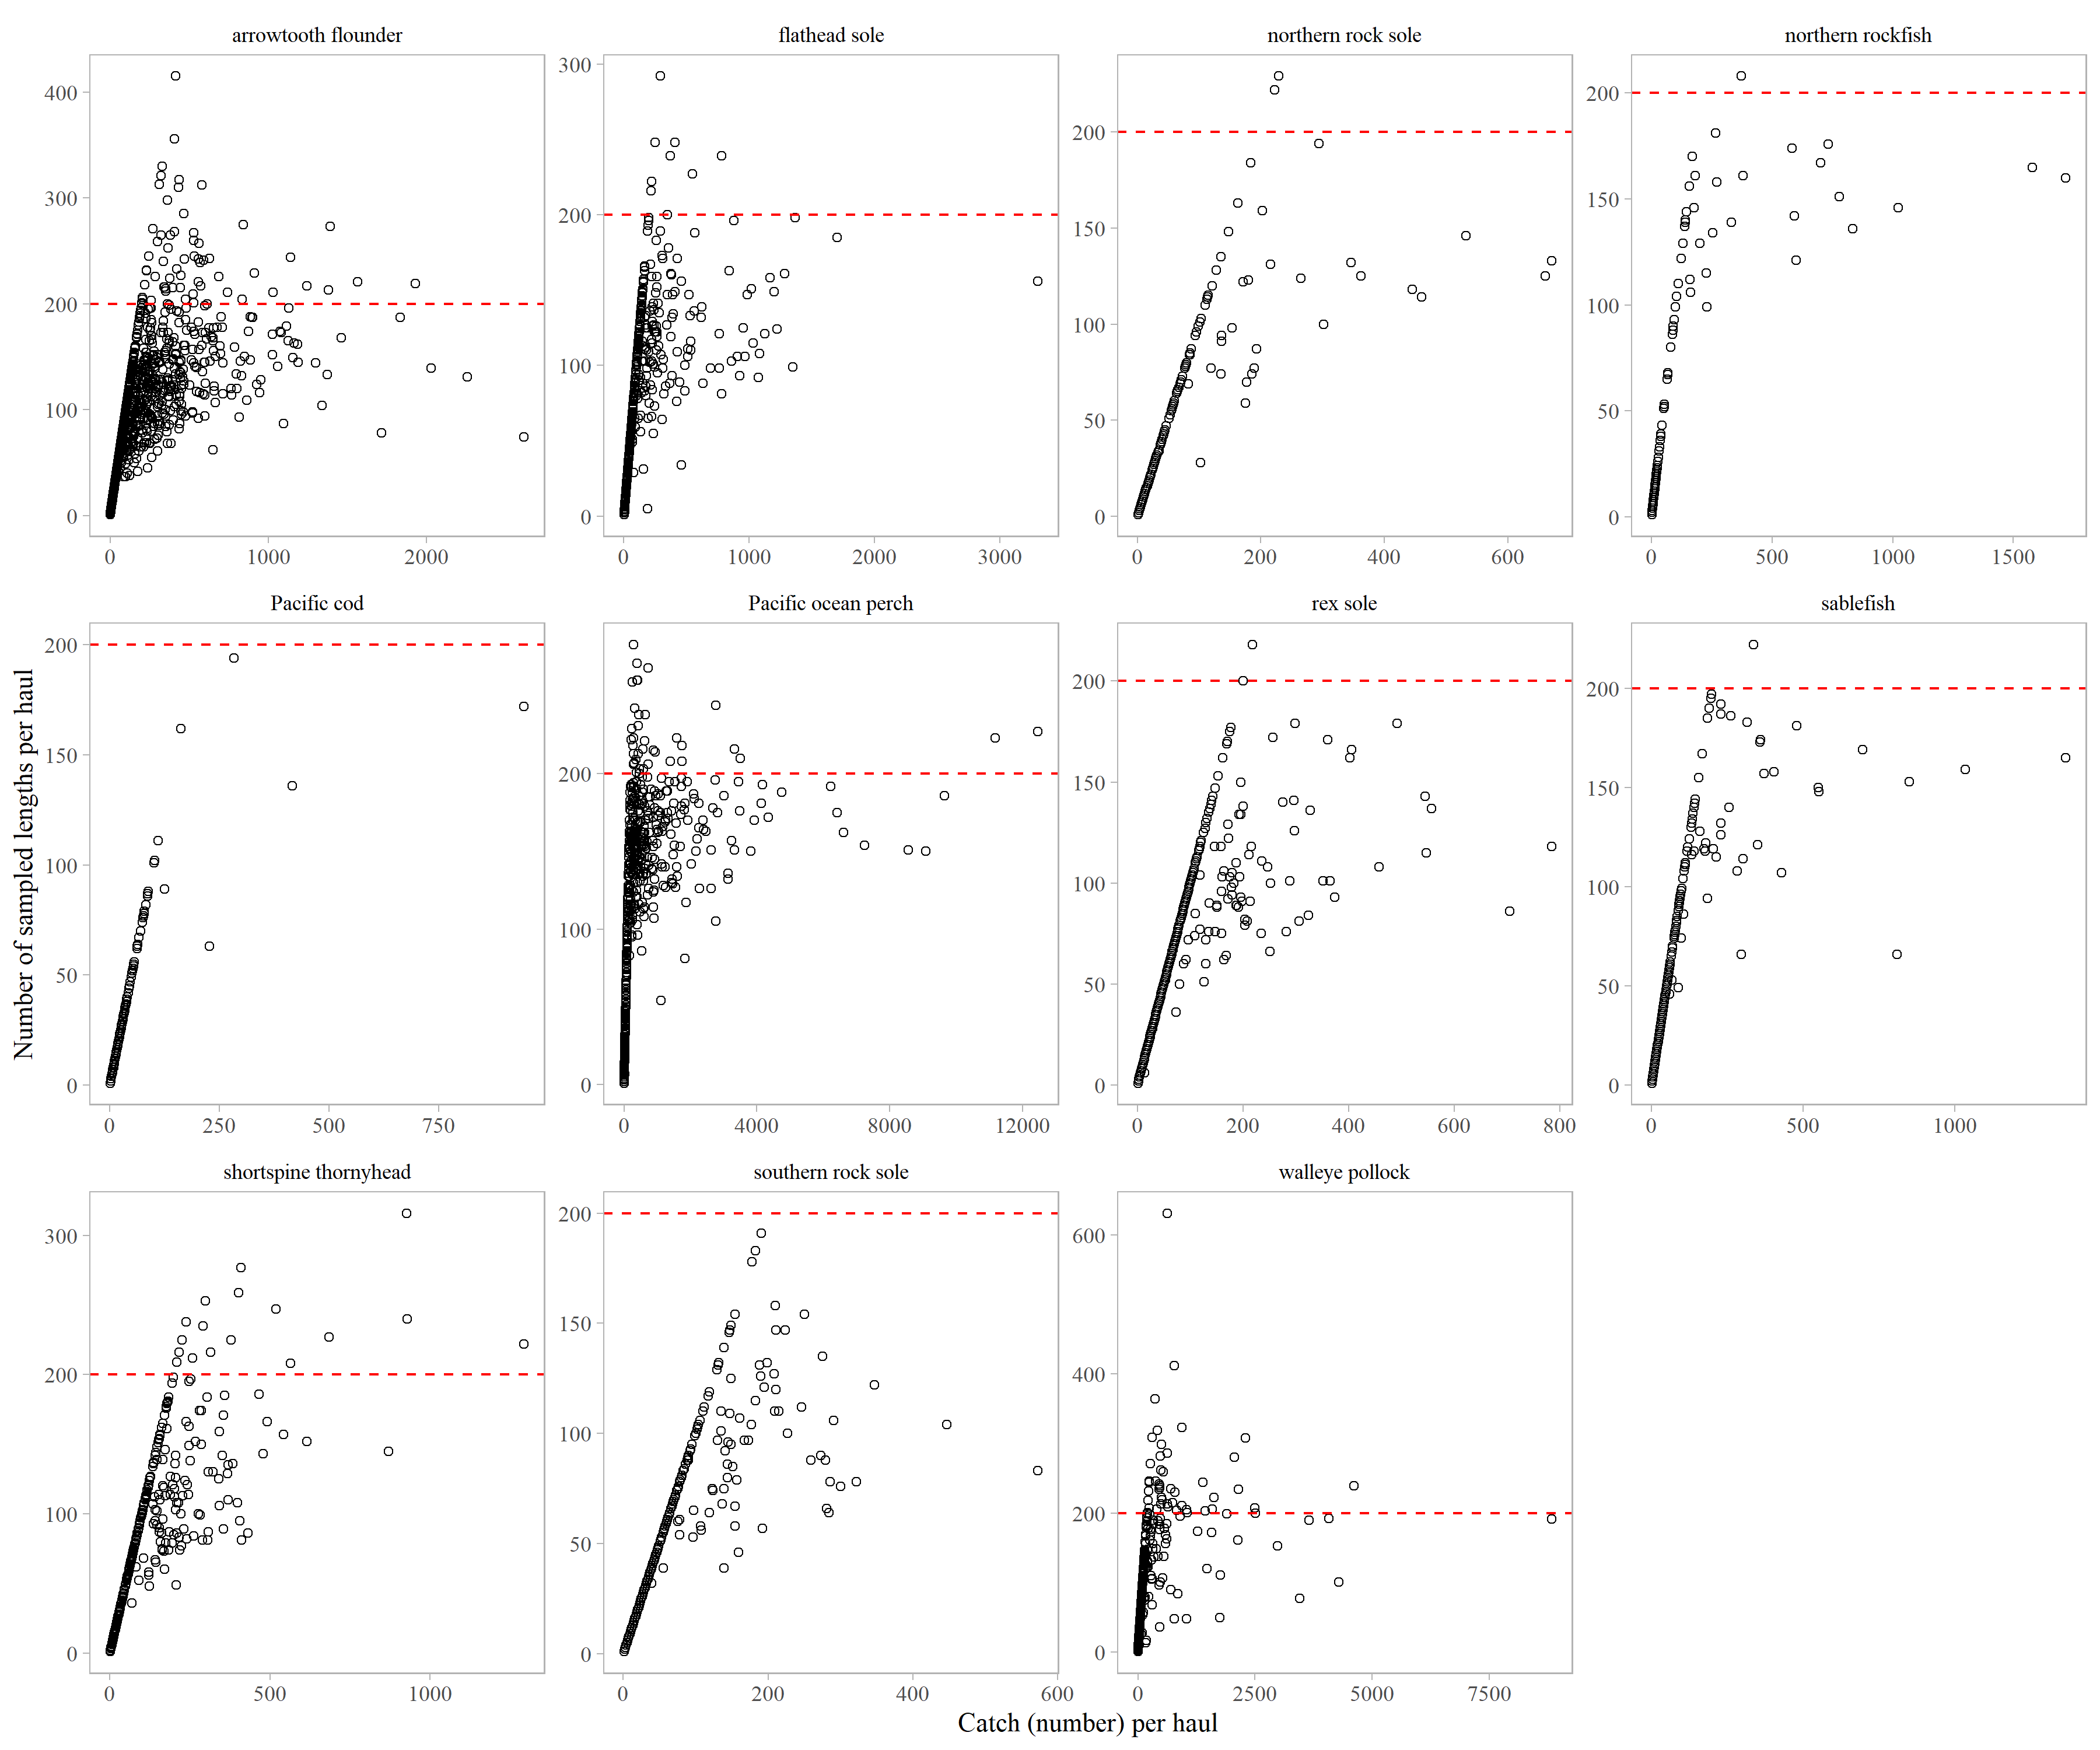 arrowtooth flounder
flathead sole
northern rock sole
northern rockfish
400
300
200
100
0
0 1000 2000
300
200
100
0
0 1000 2000 3000
200
150
100
50
0
0 200 400 600
200
150
100
50
0
0 500 1000 1500
Pacific cod
Pacific ocean perch
rex sole
sablefish
200
150
100
50
0
0 250 500 750
200
100
0
0 4000 8000 12000
200
150
100
50
0
0 200 400 600 800
200
150
100
50
0
0 500 1000
shortspine thornyhead
southern rock sole
walleye pollock
300
200
100
0
0 500 1000
200
150
100
50
0
0 200 400 600
600
400
200
0
0 2500 5000 7500
Number of sampled lengths per haul
Catch (number) per haul